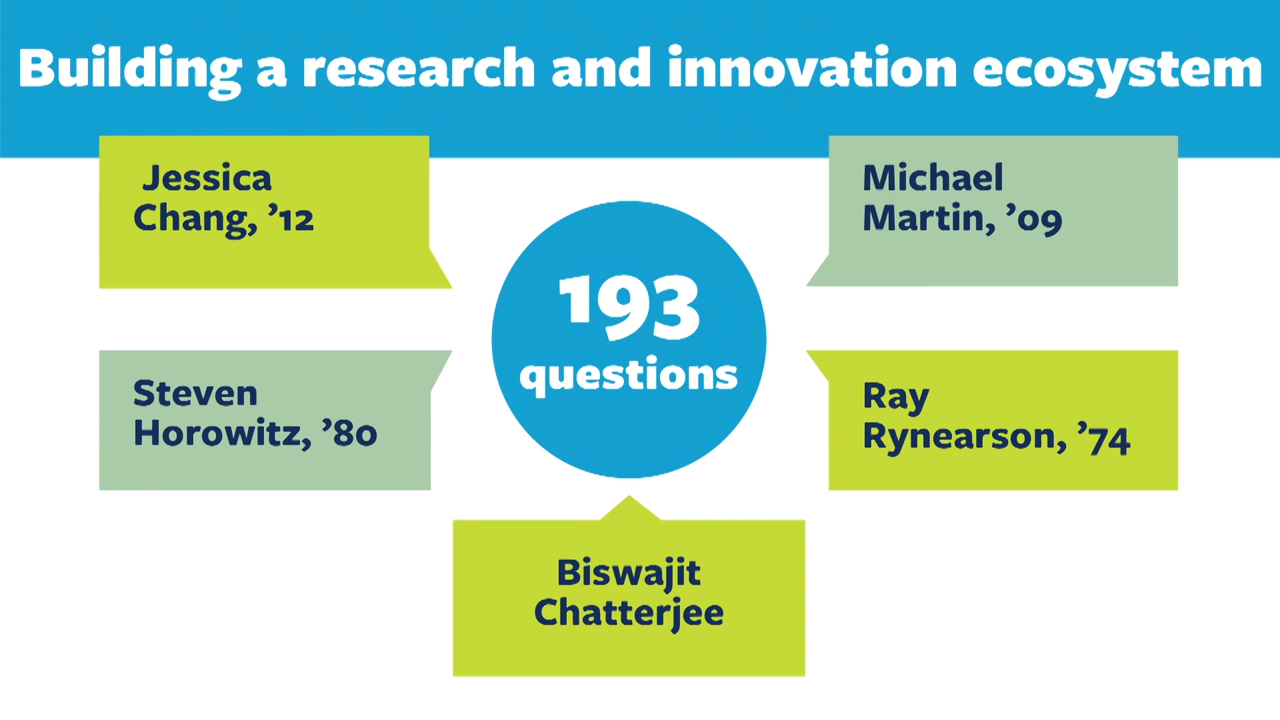 Building a research and innovation ecosystem
Jessica
Chang, ’12
Michael
Martin, ’09
193
questions
Steven
Horowitz, ’80
Ray
Rynearson, ’74
Biswajit
Chatterjee